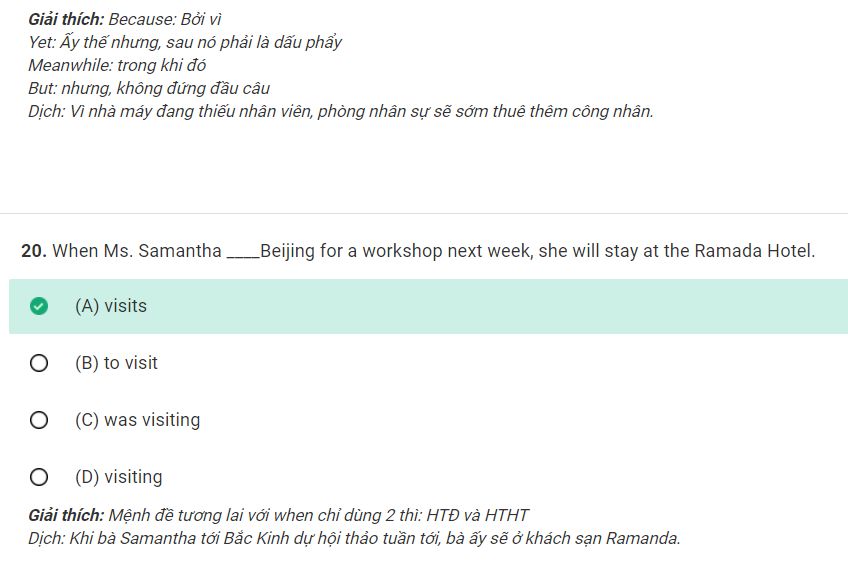 Giải thích: Because: Bởi vì
Yet: Ấy thế nhưng, sau nó phải là dấu phẩy
Meanwhile: trong khi đó
But: nhưng, không đứng đầu câu
Dịch: Vì nhà máy đang thiếu nhân viên, phòng nhân sự sẽ sớm thuê thêm công nhân.
20. When Ms. Samantha ____Beijing for a workshop next week, she will stay at the Ramada Hotel.
(A) visits
(B) to visit
(C) was visiting
(D) visiting
Giải thích: Mệnh đề tương lai với when chỉ dùng 2 thì: HTĐ và HTHT
Dịch: Khi bà Samantha tới Bắc Kinh dự hội thảo tuần tới, bà ấy sẽ ở khách sạn Ramanda.